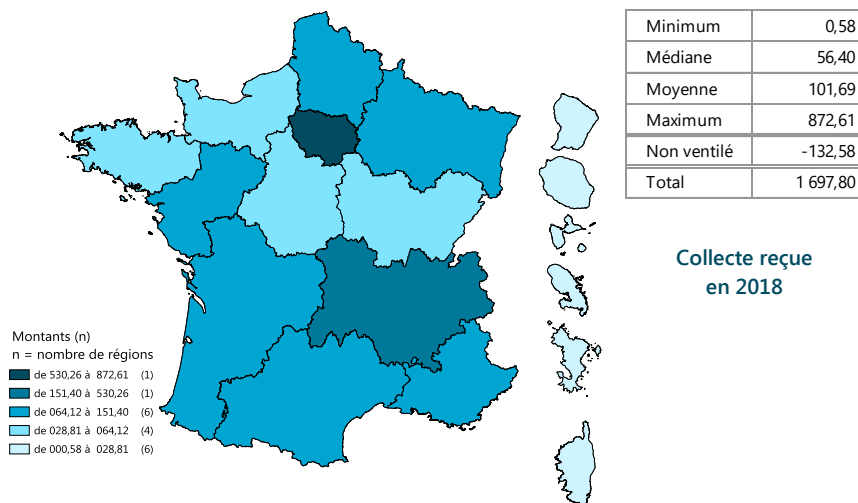 Minimum 0,58
Médiane 56,40
Moyenne 101,69
Maximum 872,61
Non ventilé -132,58
Total 1 697,80
Collecte reçue
en 2018
Montants (n)
n = nombre de régions
de 530,26 à 872,61 (1)
de 151,40 à 530,26 (1)
de 064,12 à 151,40 (6)
de 028,81 à 064,12 (4)
de 000,58 à 028,81 (6)